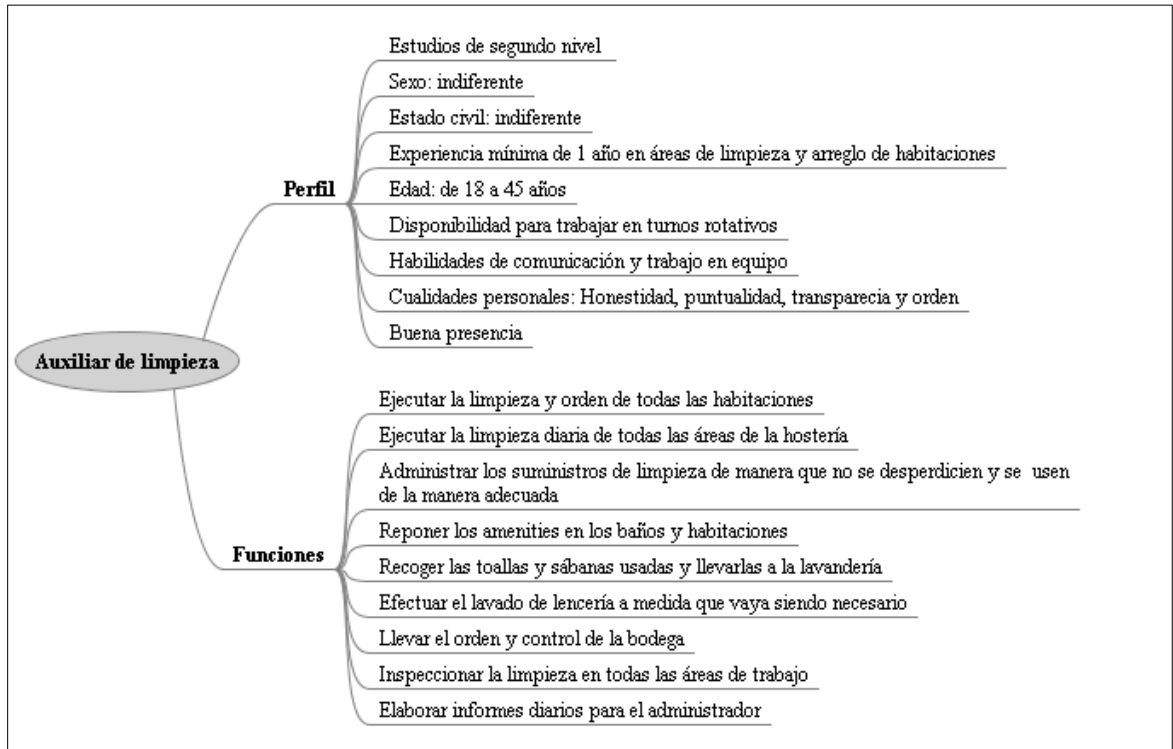 Estudios de segundo nivel
Sexo: indiferente
Estado civil: indiferente
Experiencia mínima de 1 año en áreas de limpieza y arreglo de habitaciones
Perfil
Edad: de 18 a 45 años
Disponibilidad para trabajar en turnos rotativos
Habilidades de comunicación y trabajo en equipo
Cualidades personales: Honestidad, puntualidad, transparecia y orden
Buena presencia
Auxiliar de limpieza
Ejecutar la limpieza y orden de todas las habitaciones
Ejecutar la limpieza diaria de todas las áreas de la hostería
Administrar los suministros de limpieza de manera que no se desperdicien y se usen
de la manera adecuada
Reponer los amenities en los baños y habitaciones
Funciones
Recoger las toallas y sábanas usadas y llevarlas a la lavandería
Efectuar el lavado de lencería a medida que vaya siendo necesario
Llevar el orden y control de la bodega
Inspeccionar la limpieza en todas las áreas de trabajo
Elaborar informes diarios para el administrador